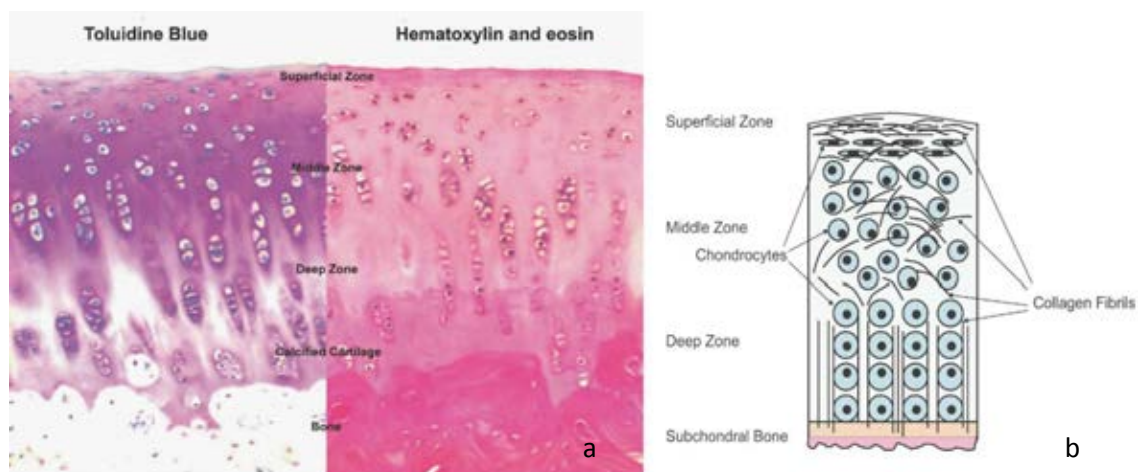 Toluidine Blue
Hematoxylin and eosin
Superficial Zone
Middle Zone
Deep Zone
Calcified Cartilage
Bone
a
Superficial Zone
Middle Zone
Chondrocytes
Collagen Fibrils
Deep Zone
Subchondral Bone
b